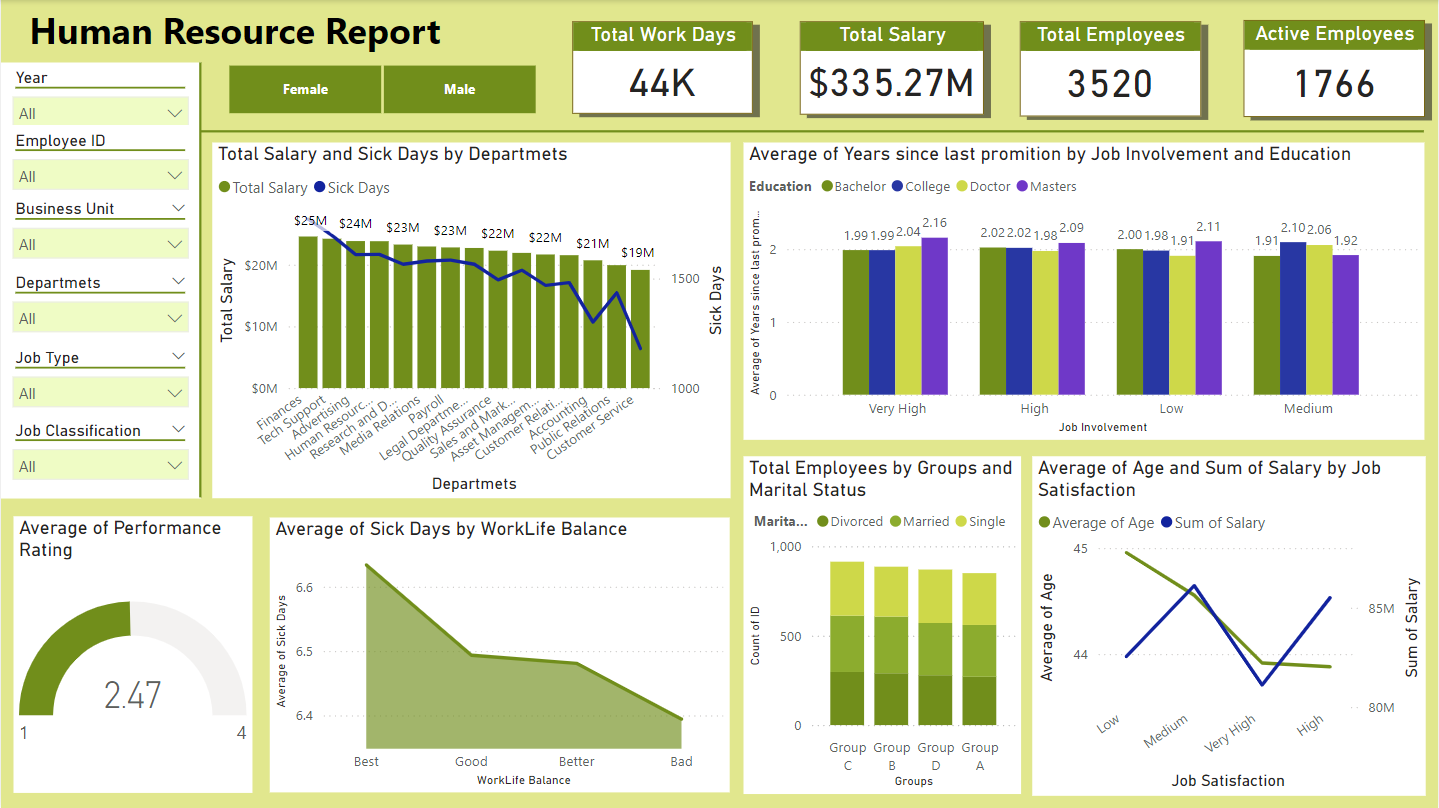 Human Resource Report
Total Work Days
44K
Total Salary
$335.27M
Total Employees
3520
Active Employees
1766
Female
Male
Year
All
Employee ID
All
Business Unit
All
Departmets
All
Job Type
All
Job Classification
All
Total Salary and Sick Days by Departmets
Total Salary Sick Days
$25M $24M $23M $23M $22M $22M $21M $19M
Total Salary
$20M
$10M
$0M
1500
1000
Sick Days
Finances
Tech Support
Advertising
Human Resourc...
Research and D...
Media Relations
Payroll
Legal Departme...
Quality Assurance
Sales and Mark...
Asset Managem...
Customer Relati...
Accounting
Public Relations
Customer Service
Departmets
Average of Years since last promition by Job Involvement and Education
Education Bachelor College Doctor Masters
Average of Years since last prom...
2
1
0
1.99 1.99 2.04 2.16
2.02 2.02 1.98 2.09
2.00 1.98 1.91 2.11
1.91 2.10 2.06 1.92
Very High High Low Medium
Job Involvement
Average of Performance
Rating
2.47
1 4
Average of Sick Days by WorkLife Balance
Average of Sick Days
6.6
6.5
6.4
Best Good Better Bad
WorkLife Balance
Total Employees by Groups and
Marital Status
Marita... Divorced Married Single
Count of ID
1,000
500
0
Group
C
Group
B
Group
D
Group
A
Groups
Average of Age and Sum of Salary by Job
Satisfaction
Average of Age Sum of Salary
Average of Age
45
44
85M
80M
Sum of Salary
Low
Medium
Very High
High
Job Satisfaction